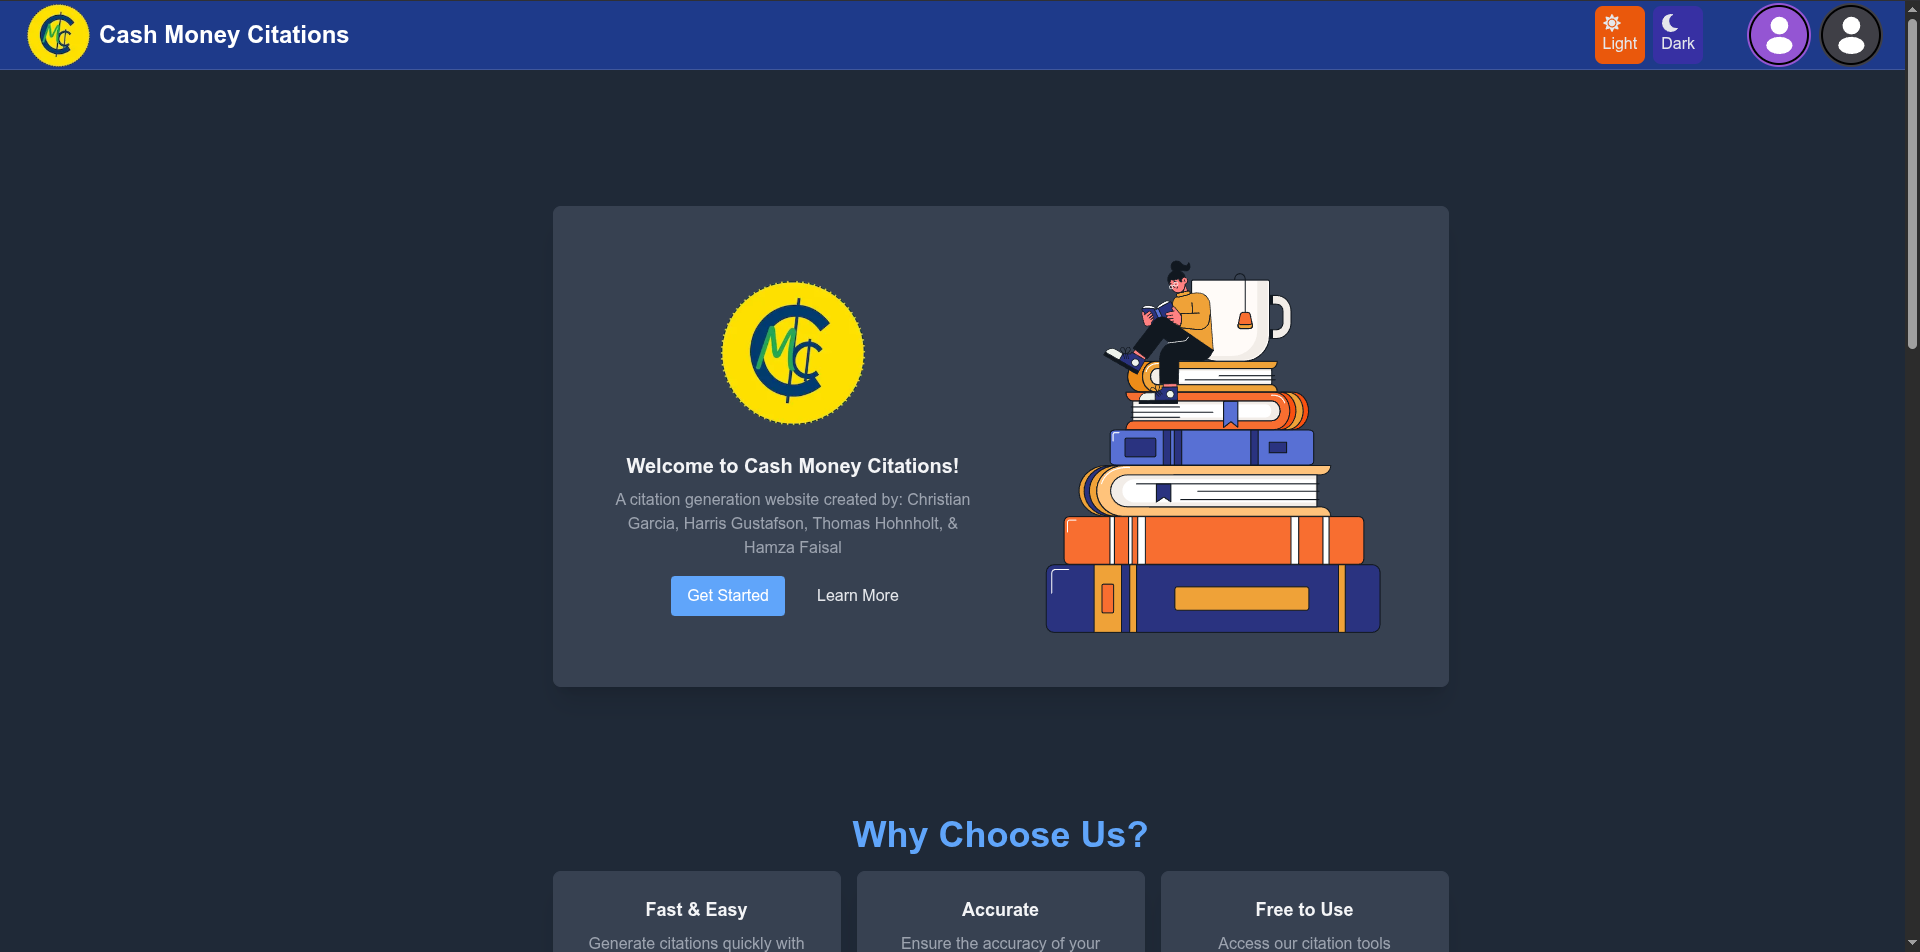 Cash Money Citations
Light
Dark
Welcome to Cash Money Citations!
A citation generation website created by: Christian
Garcia, Harris Gustafson, Thomas Hohnholt, &
Hamza Faisal
Get Started
Learn More
Why Choose Us?
Fast & Easy
Generate citations quickly with
Accurate
Ensure the accuracy of your
Free to Use
Access our citation tools